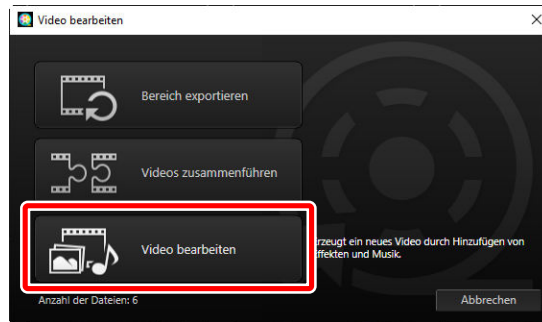 Video bearbeiten
Bereich exportieren
Videos zusammenführen
Video bearbeiten
rzeugt ein neues Video durch Hinzufügen von
ffekten und Musik.
Anzahl der Dateien: 6
Abbrechen